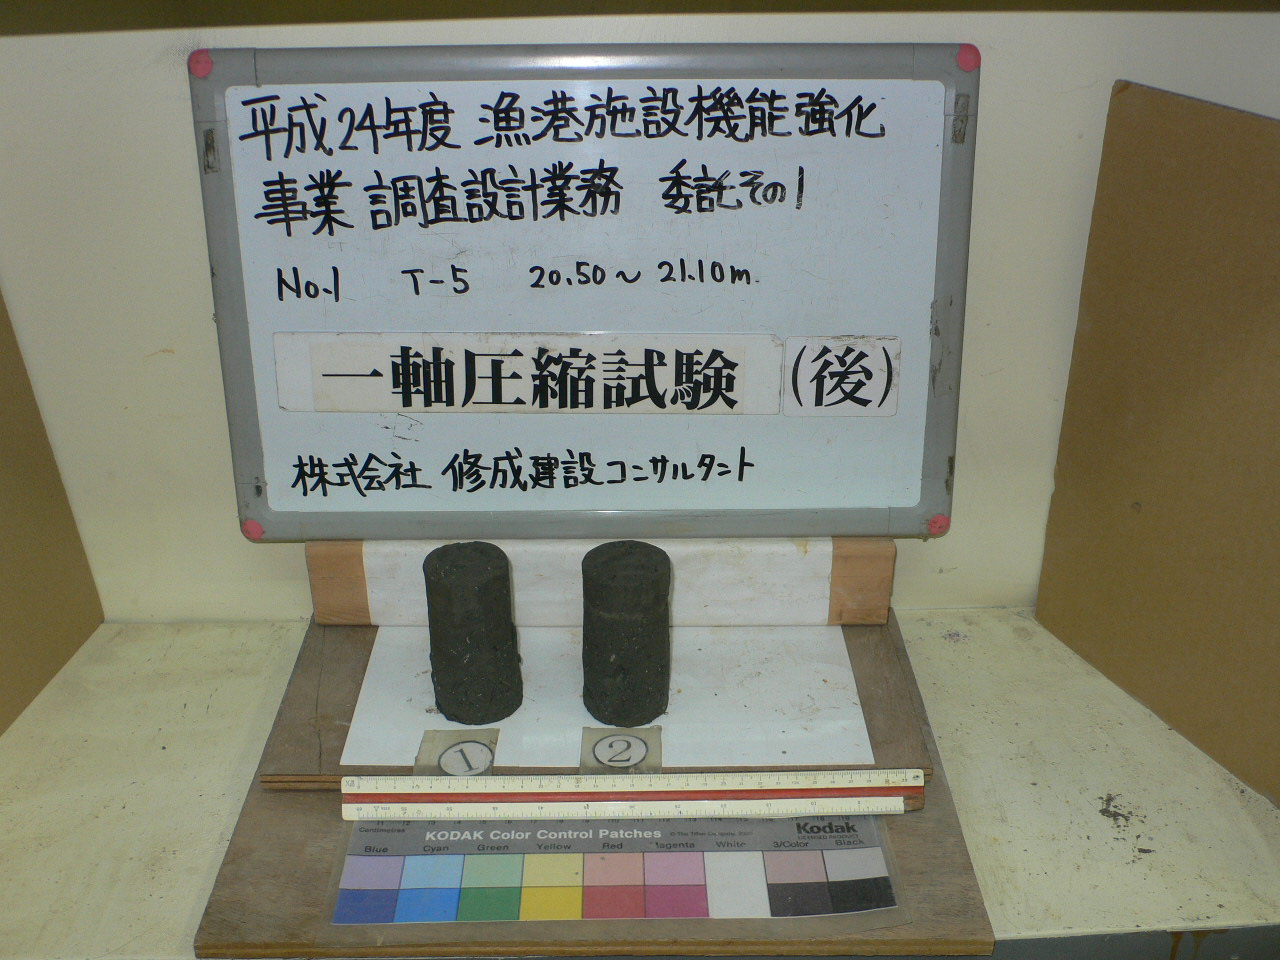 平成24年度 漁港施設機能強化
事業 調査設計業務 委託その1
No.1 T-5 20.50～21.10m.
一軸圧縮試験 (後)
株式会社 修成建設コンサルタント
① ②
KODAK Color Control Patches
Kodak
LICENSED PRODUCT
Centimetres
Blue Cyan Green Yellow Red Magenta White 3/Color Black